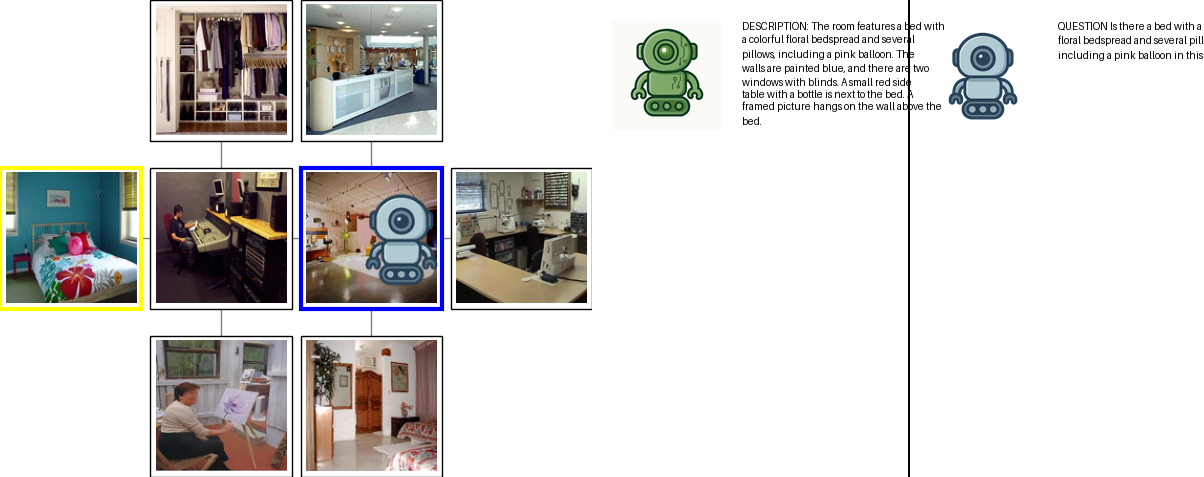 DESCRIPTION: The room features a bed with
a colorful floral bedspread and several
pillows, including a pink balloon. The
walls are painted blue, and there are two
windows with blinds. A small red side
table with a bottle is next to the bed. A
framed picture hangs on the wall above the
bed.
QUESTION Is there a bed with a
floral bedspread and several pil
including a pink balloon in this